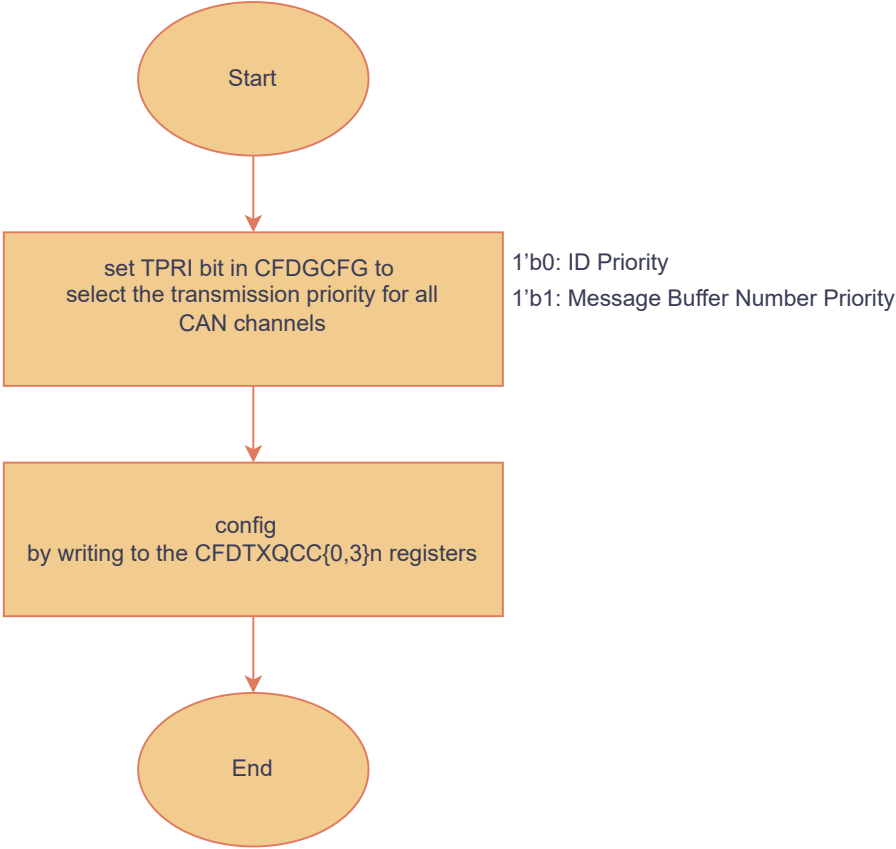 Start
set TPRI bit in CFDGCFG to
select the transmission priority for all
CAN channels
1’b0: ID Priority
1’b1: Message Buffer Number Priority
config
by writing to the CFDTXQCC{0,3}n registers
End